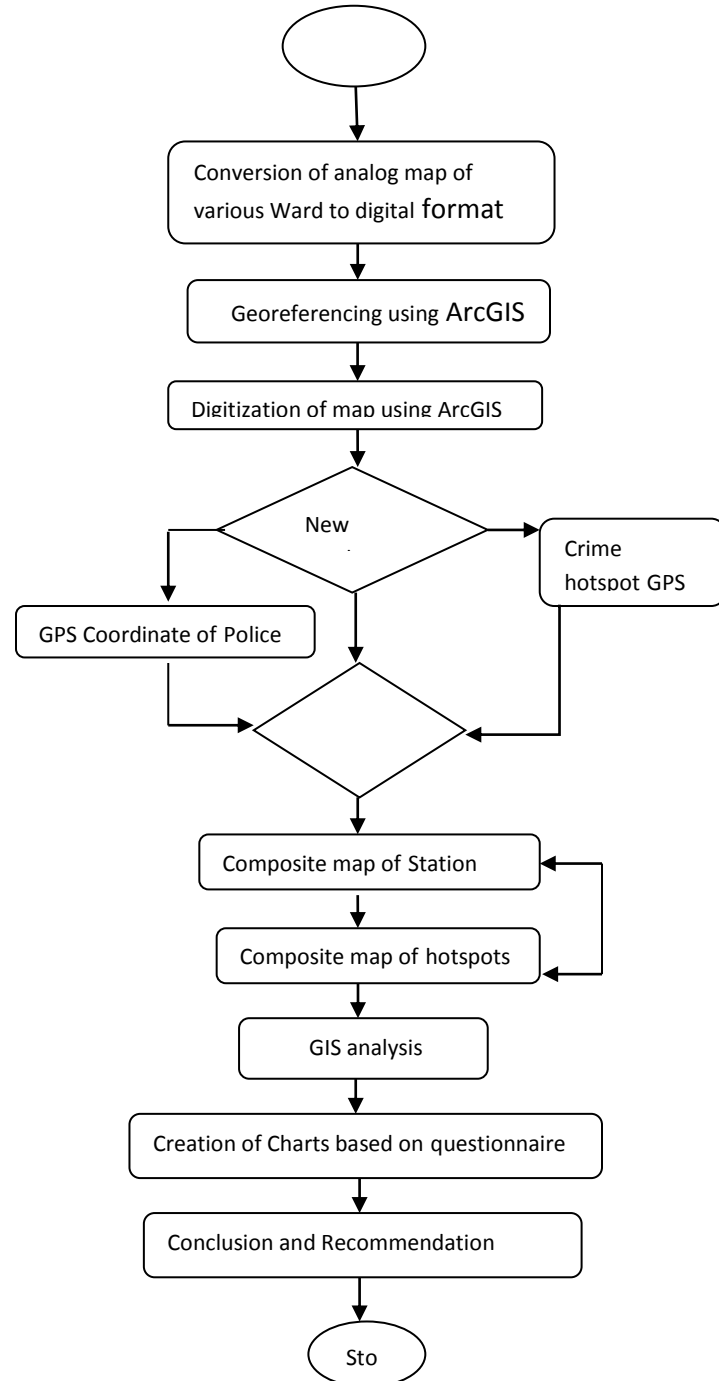 Conversion of analog map of
various Ward to digital format
Georeferencing using ArcGIS
Digitization of map using ArcGIS
New
Crime
hotspot GPS
GPS Coordinate of Police
Composite map of Station
Composite map of hotspots
GIS analysis
Creation of Charts based on questionnaire
Conclusion and Recommendation
Sto